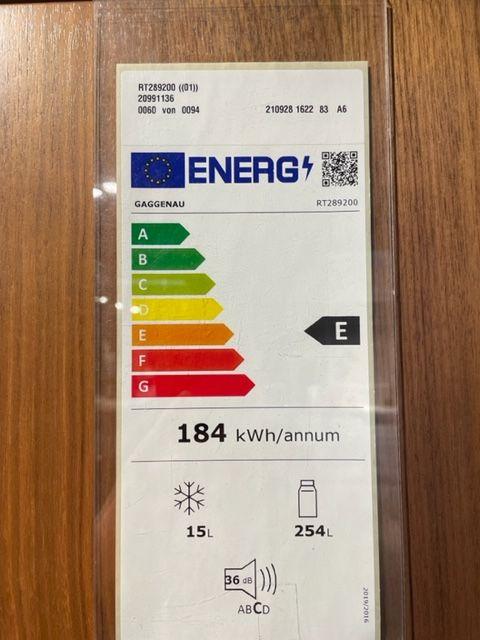 RT289200 ((01))
20991136
0060 von 0094 210928 1622 83 A6
ENERG
GAGGENAU RT289200
A
B
C
D
E E
F
G
184 kWh/annum
15L 254L
36 dB
ABCD
2019/2016